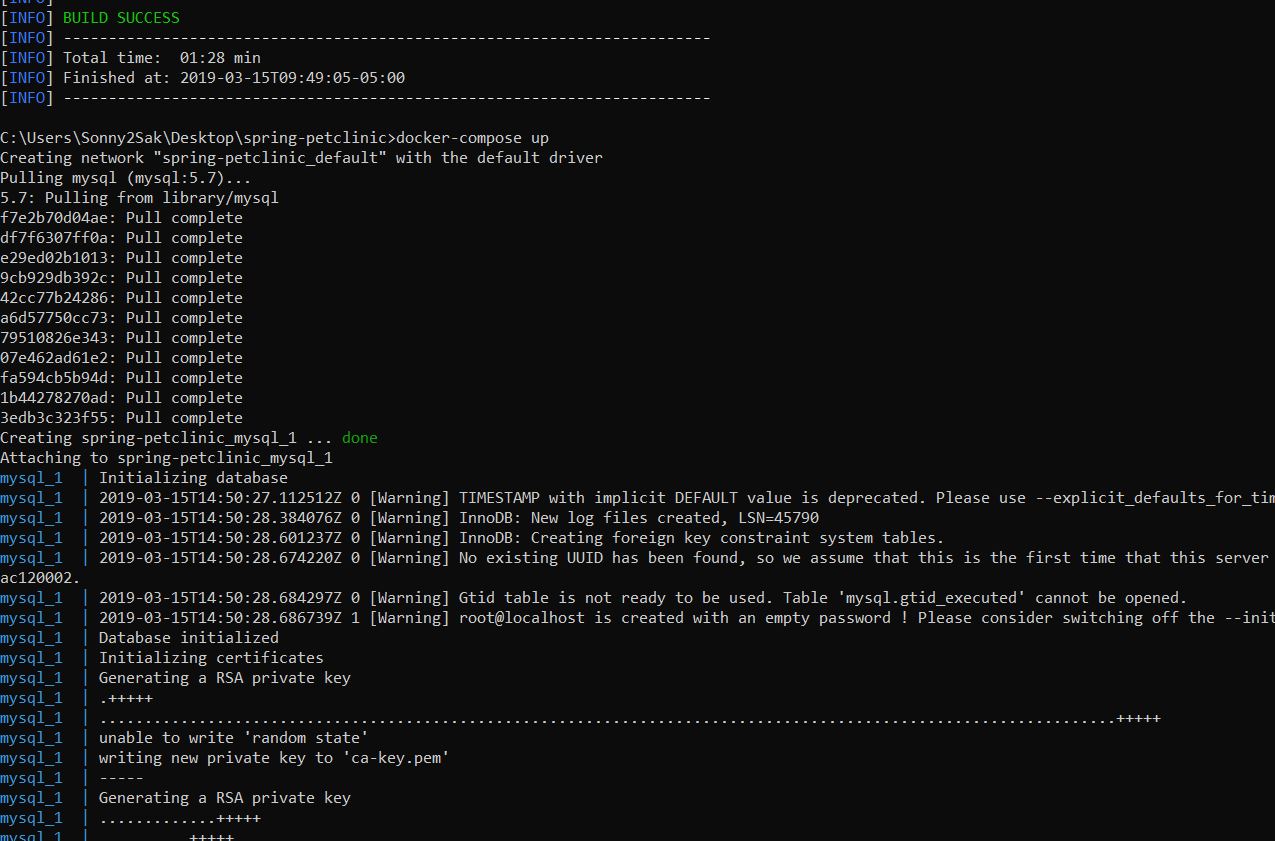 [INFO]
[INFO] BUILD SUCCESS
[INFO] ------------------------------------------------------------------------
[INFO] Total time:  01:28 min
[INFO] Finished at: 2019-03-15T09:49:05-05:00
[INFO] ------------------------------------------------------------------------
C:\Users\Sonny2Sak\Desktop\spring-petclinic>docker-compose up
Creating network "spring-petclinic_default" with the default driver
Pulling mysql (mysql:5.7)...
5.7: Pulling from library/mysql
f7e2b70d04ae: Pull complete
df7f6307ff0a: Pull complete
e29ed02b1013: Pull complete
9cb929db392c: Pull complete
42cc77b24286: Pull complete
a6d57750cc73: Pull complete
79510826e343: Pull complete
07e462ad61e2: Pull complete
fa594cb5b94d: Pull complete
1b44278270ad: Pull complete
3edb3c323f55: Pull complete
Creating spring-petclinic_mysql_1 ... done
Attaching to spring-petclinic_mysql_1
mysql_1  | Initializing database
mysql_1  | 2019-03-15T14:50:27.112512Z 0 [Warning] TIMESTAMP with implicit DEFAULT value is deprecated. Please use --explicit_defaults_for_tim
mysql_1  | 2019-03-15T14:50:28.384076Z 0 [Warning] InnoDB: New log files created, LSN=45790
mysql_1  | 2019-03-15T14:50:28.601237Z 0 [Warning] InnoDB: Creating foreign key constraint system tables.
mysql_1  | 2019-03-15T14:50:28.674220Z 0 [Warning] No existing UUID has been found, so we assume that this is the first time that this server
ac120002.
mysql_1  | 2019-03-15T14:50:28.684297Z 0 [Warning] Gtid table is not ready to be used. Table 'mysql.gtid_executed' cannot be opened.
mysql_1  | 2019-03-15T14:50:28.686739Z 1 [Warning] root@localhost is created with an empty password ! Please consider switching off the --init
mysql_1  | Database initialized
mysql_1  | Initializing certificates
mysql_1  | Generating a RSA private key
mysql_1  | .+++++
mysql_1  | .................................................................................................................+++++
mysql_1  | unable to write 'random state'
mysql_1  | writing new private key to 'ca-key.pem'
mysql_1  | -----
mysql_1  | Generating a RSA private key
mysql_1  | .............+++++
mysql_1  | ..........+++++